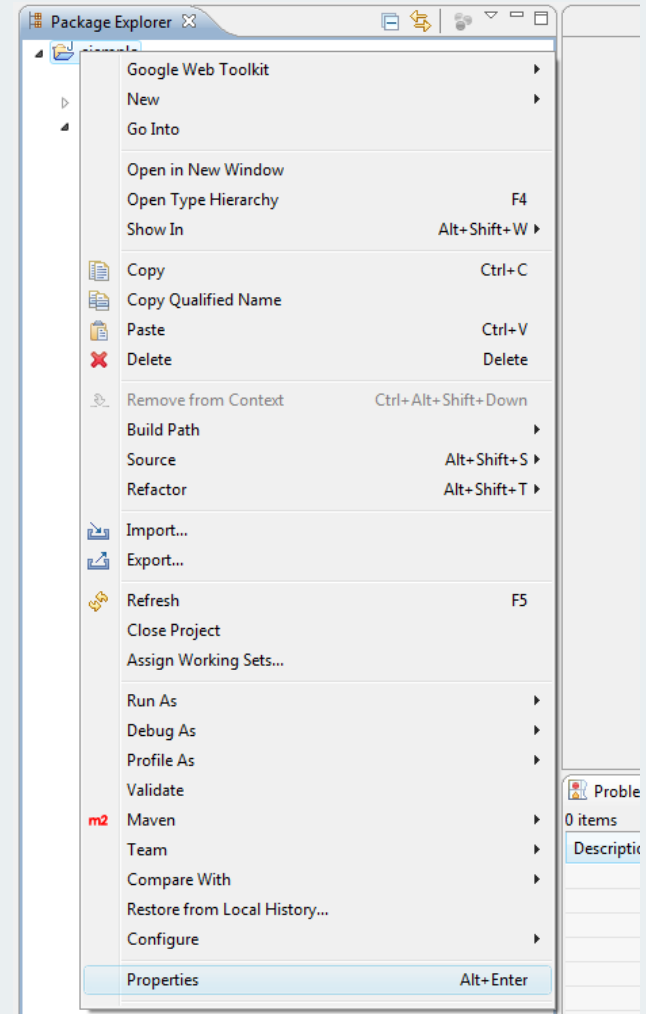 Package Explorer
Google Web Toolkit
New
Go Into
Open in New Window
Open Type Hierarchy F4
Show In Alt+Shift+W
Copy Ctrl+C
Copy Qualified Name
Paste Ctrl+V
Delete Delete
Remove from Context Ctrl+Alt+Shift+Down
Build Path
Source Alt+Shift+S
Refactor Alt+Shift+T
Import...
Export...
Refresh F5
Close Project
Assign Working Sets...
Run As
Debug As
Profile As
Validate
Proble
m2 Maven
0 items
Team
Descriptic
Compare With
Restore from Local History...
Configure
Properties Alt+Enter